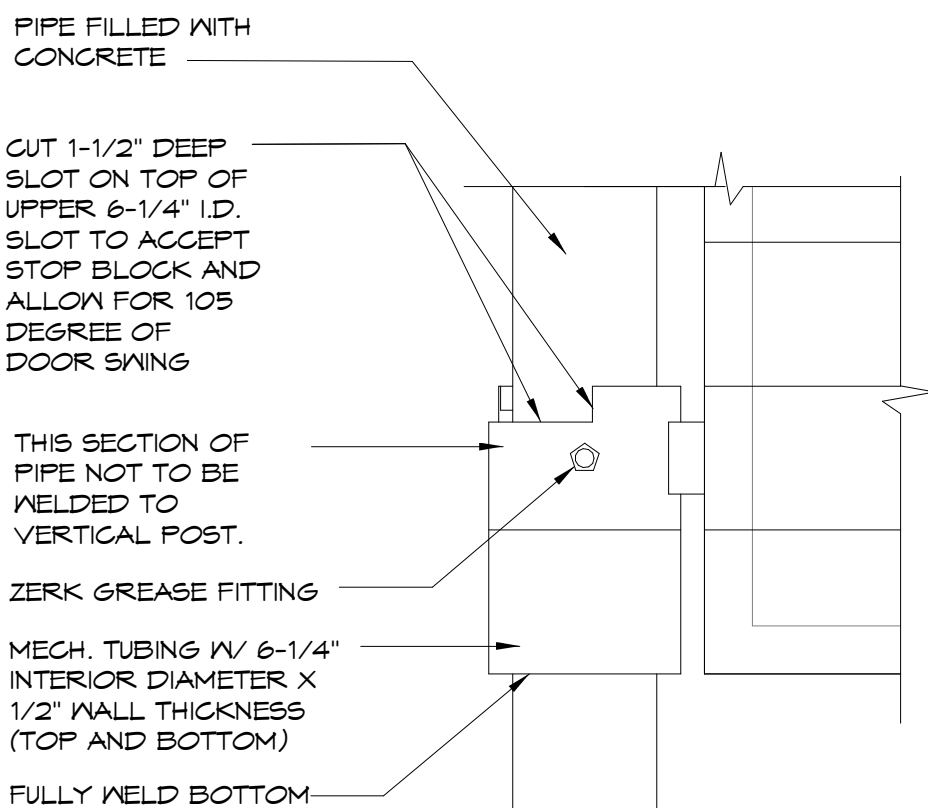 PIPE FILLED WITH
CONCRETE
CUT 1-1/2" DEEP
SLOT ON TOP OF
UPPER 6-1/4" I.D.
SLOT TO ACCEPT
STOP BLOCK AND
ALLOW FOR 105
DEGREE OF
DOOR SWING
THIS SECTION OF
PIPE NOT TO BE
WELDED TO
VERTICAL POST.
ZERK GREASE FITTING
MECH. TUBING W/ 6-1/4"
INTERIOR DIAMETER X
1/2" WALL THICKNESS
(TOP AND BOTTOM)
FULLY WELD BOTTOM